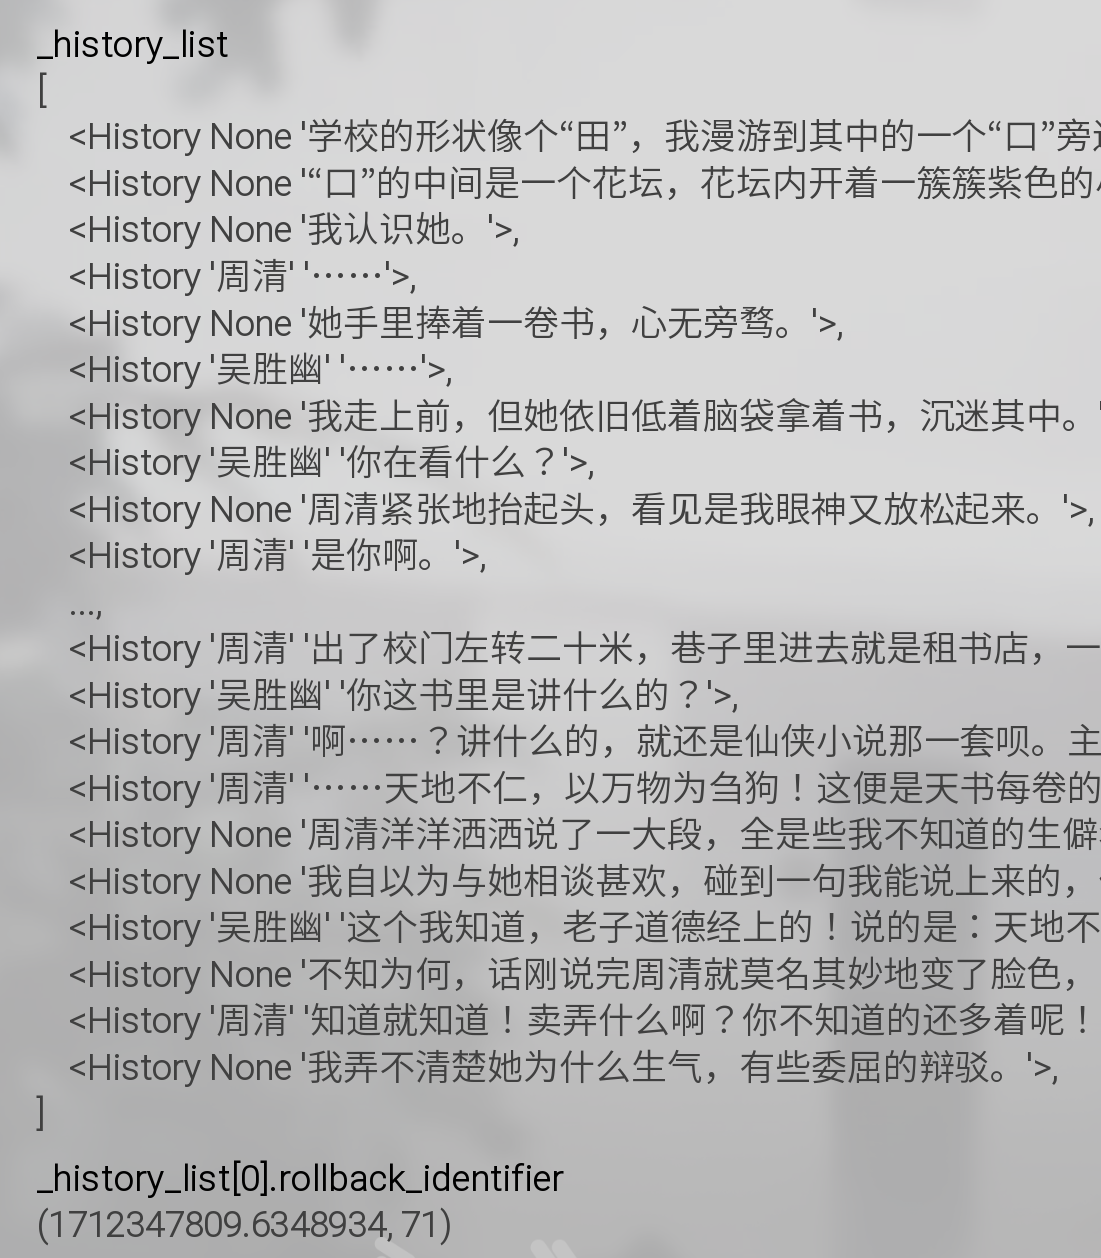 _history_list
[
<History None '学校的形状像个“田”，我漫游到其中的一个“口”旁
<History None '“口”的中间是一个花坛，花坛内开着一簇簇紫色的
<History None '我认识她。'>,
<History '周清' '……'>,
<History None '她手里捧着一卷书，心无旁骛。'>,
<History '吴胜幽' '……'>,
<History None '我走上前，但她依旧低着脑袋拿着书，沉迷其中。'
<History '吴胜幽' '你在看什么？'>,
<History None '周清紧张地抬起头，看见是我眼神又放松起来。'>,
<History '周清' '是你啊。'>,
...,
<History '周清' '出了校门左转二十米，巷子里进去就是租书店，一
<History '吴胜幽' '你这书里是讲什么的？'>,
<History '周清' '啊……？讲什么的，就还是仙侠小说那一套呗。主
<History '周清' '……天地不仁，以万物为刍狗！这便是天书每卷的
<History None '周清洋洋洒洒说了一大段，全是些我不知道的生僻
<History None '我自以为与她相谈甚欢，碰到一句我能说上来的，
<History '吴胜幽' '这个我知道，老子道德经上的！说的是：天地不
<History None '不知为何，话刚说完周清就莫名其妙地变了脸色，
<History '周清' '知道就知道！卖弄什么啊？你不知道的还多着呢！
<History None '我弄不清楚她为什么生气，有些委屈的辩驳。'>,
]
_history_list[0].rollback_identifier
(1712347809.6348934, 71)